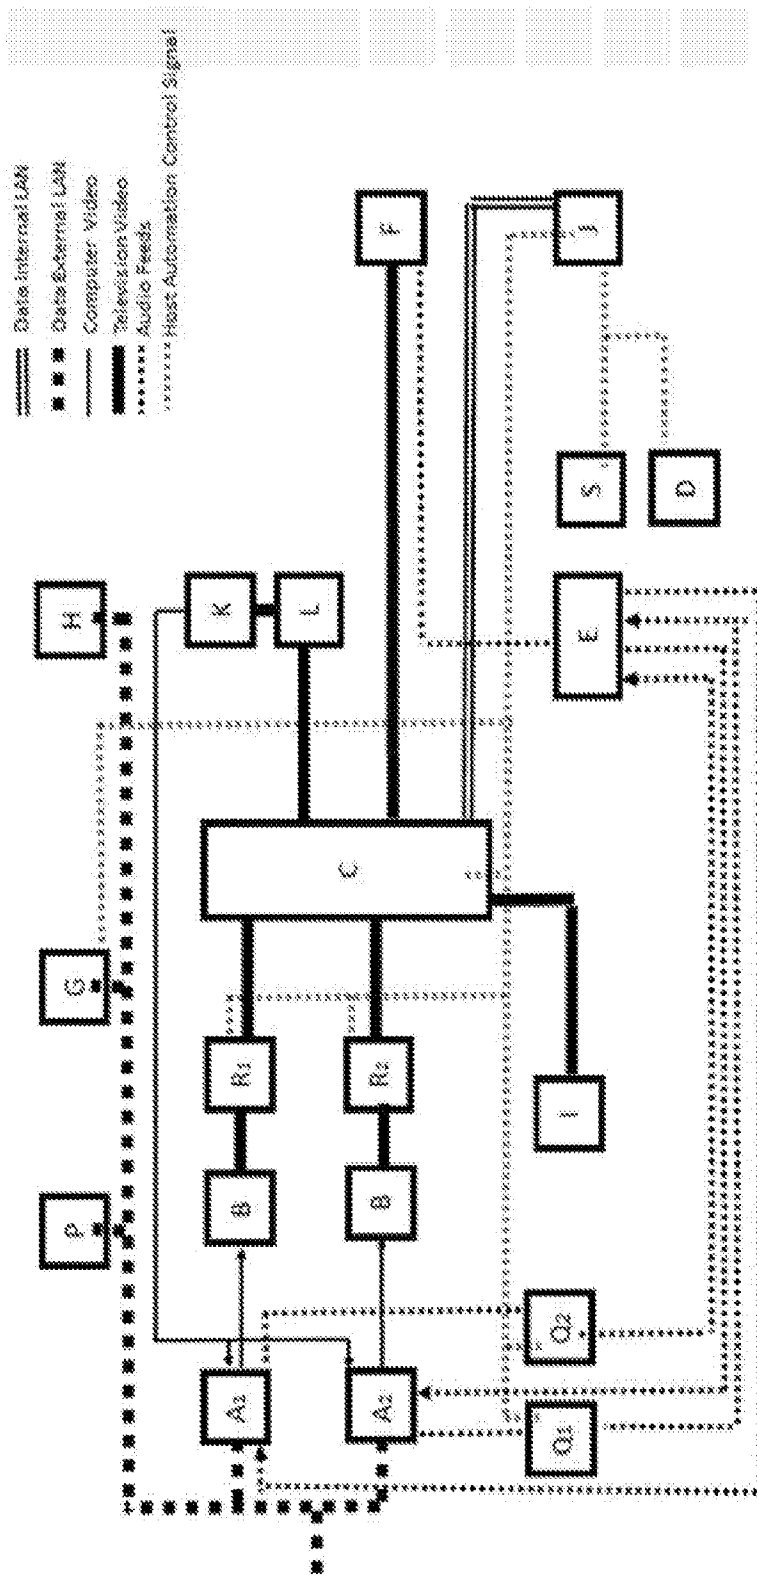 Data Internal LAN
Data External LAN
Computer Video
Television Video
Audio Feeds
Host Automation Control Signal
P
G
H
A1
B
R1
K
L
C
A2
B
R2
F
Q1
Q2
I
E
S
J
D